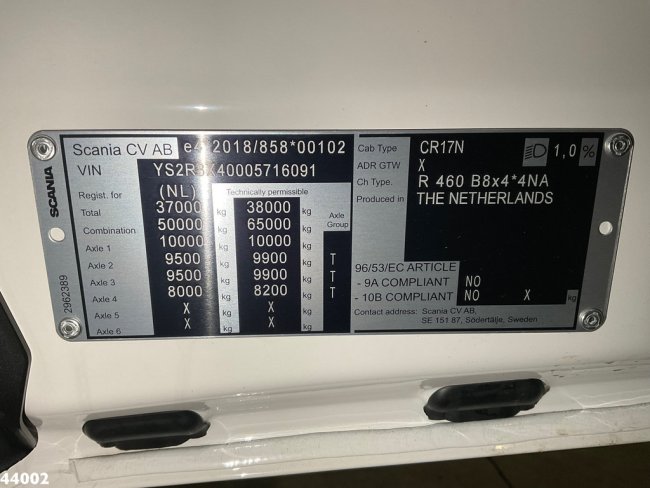 SCANIA
2962389
Scania CV AB e4*2018/858*00102
VIN YS2R8X40005716091
Regist. for (NL) Technically permissible
Total 37000 kg 38000 kg Axle Group
Combination 50000 kg 65000 kg
Axle 1 10000 kg 10000 kg
Axle 2 9500 kg 9900 kg T
Axle 3 9500 kg 9900 kg T
Axle 4 8000 kg 8200 kg T
Axle 5 X kg X kg
Axle 6 X kg X kg
Cab Type CR17N 1,0 %
ADR GTW X
Ch Type. R 460 B8x4*4NA
Produced in THE NETHERLANDS
96/53/EC ARTICLE
- 9A COMPLIANT NO
- 10B COMPLIANT NO X kg
Contact address: Scania CV AB,
SE 151 87, Södertälje, Sweden
44002